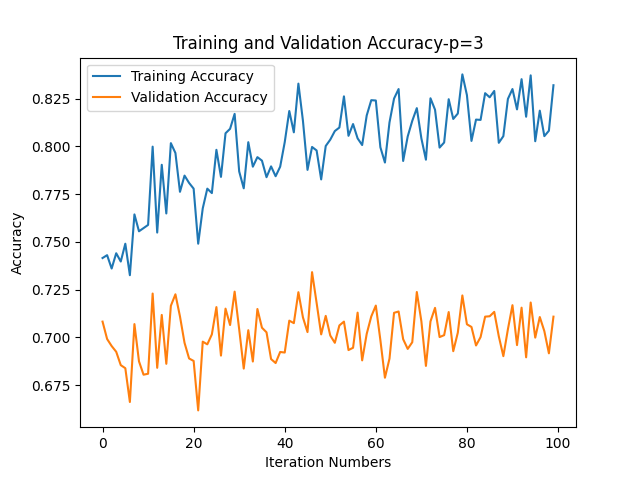 Training and Validation Accuracy-p=3
Training Accuracy
Validation Accuracy
Accuracy
0.825
0.800
0.775
0.750
0.725
0.700
0.675
0 20 40 60 80 100
Iteration Numbers